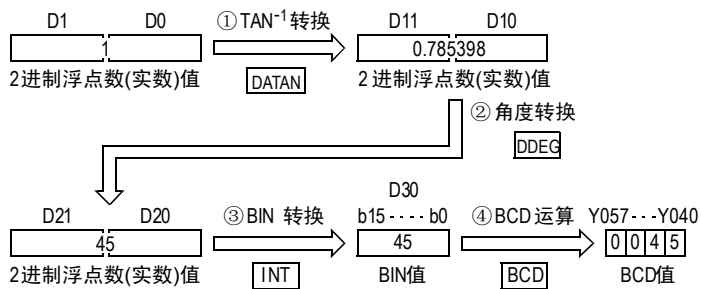 D1 D0 ①TAN-1转换 D11 D10
1 0.785398
2进制浮点数(实数)值 DATAN 2进制浮点数(实数)值
②角度转换
DDEG
D30
D21 D20 ③BIN 转换 b15 - - - - b0 ④BCD运算 Y057 - - - Y040
45 45 0 0 4 5
2进制浮点数(实数)值 INT BIN值 BCD BCD值